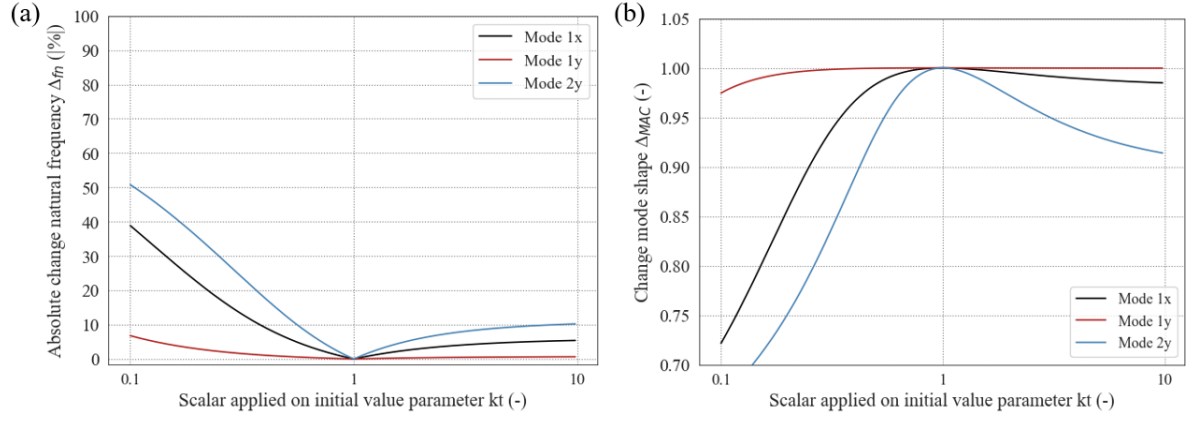 (a)
Absolute change natural frequency Δfn (|%|)
100
90
80
70
60
50
40
30
20
10
0
0.1
1
10
Scalar applied on initial value parameter kt (-)
Mode 1x
Mode 1y
Mode 2y
(b)
Change mode shape ΔMAC (-)
1.05
1.00
0.95
0.90
0.85
0.80
0.75
0.70
0.1
1
10
Scalar applied on initial value parameter kt (-)
Mode 1x
Mode 1y
Mode 2y